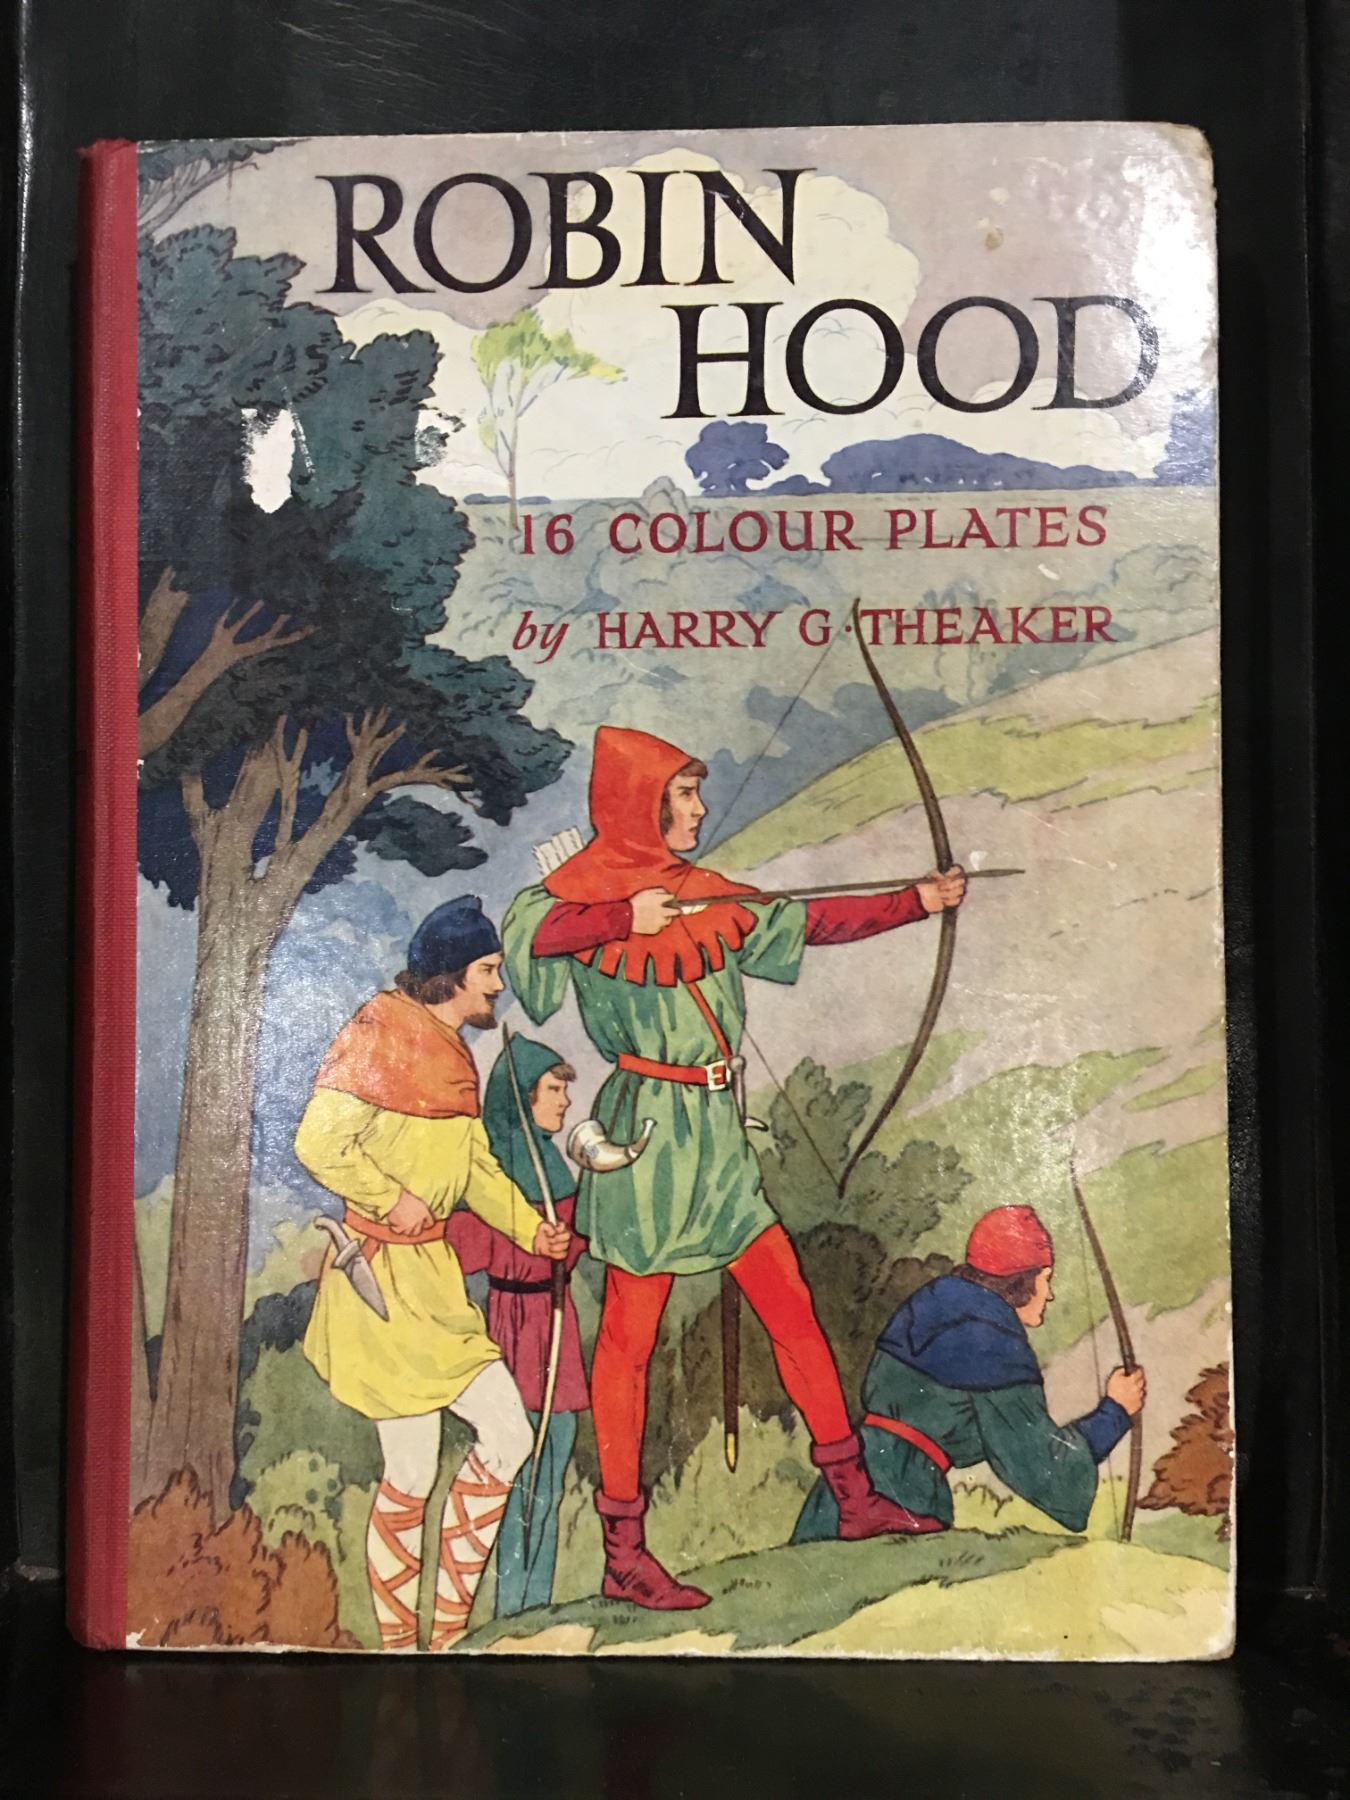 ROBIN
HOOD
16 COLOUR PLATES
by HARRY G. THEAKER